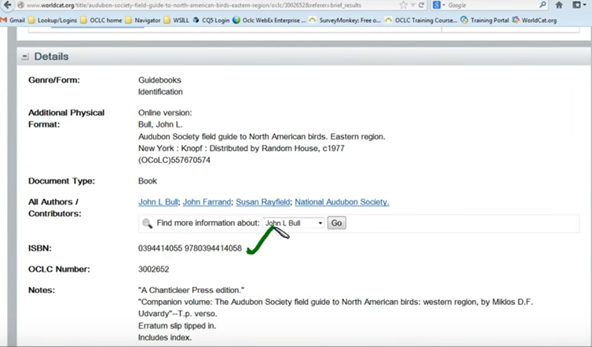 www.worldcat.org/title/audubon-society-field-guide-to-north-american-birds-eastern-region/oclc/3002652&referer=brief_results
Google
Gmail Lookup/Logins OCLC home Navigator WSILL CQ5 Login OCLC WebEx Enterprise ... SurveyMonkey: Free o... OCLC Training Course... Training Portal WorldCat.org
Details
Genre/Form: Guidebooks
Identification
Additional Physical Format: Online version:
Bull, John L.
Audubon Society field guide to North American birds. Eastern region.
New York : Knopf : Distributed by Random House, c1977
(OCoLC)557670574
Document Type: Book
All Authors / Contributors: John L Bull; John Farrand; Susan Rayfield; National Audubon Society.
Find more information about: John L Bull Go
ISBN: 0394414055 9780394414058
OCLC Number: 3002652
Notes: "A Chanticleer Press edition."
"Companion volume: The Audubon Society field guide to North American birds: western region, by Miklos D.F.
Udvardy"--T.p. verso.
Erratum slip tipped in.
Includes index.